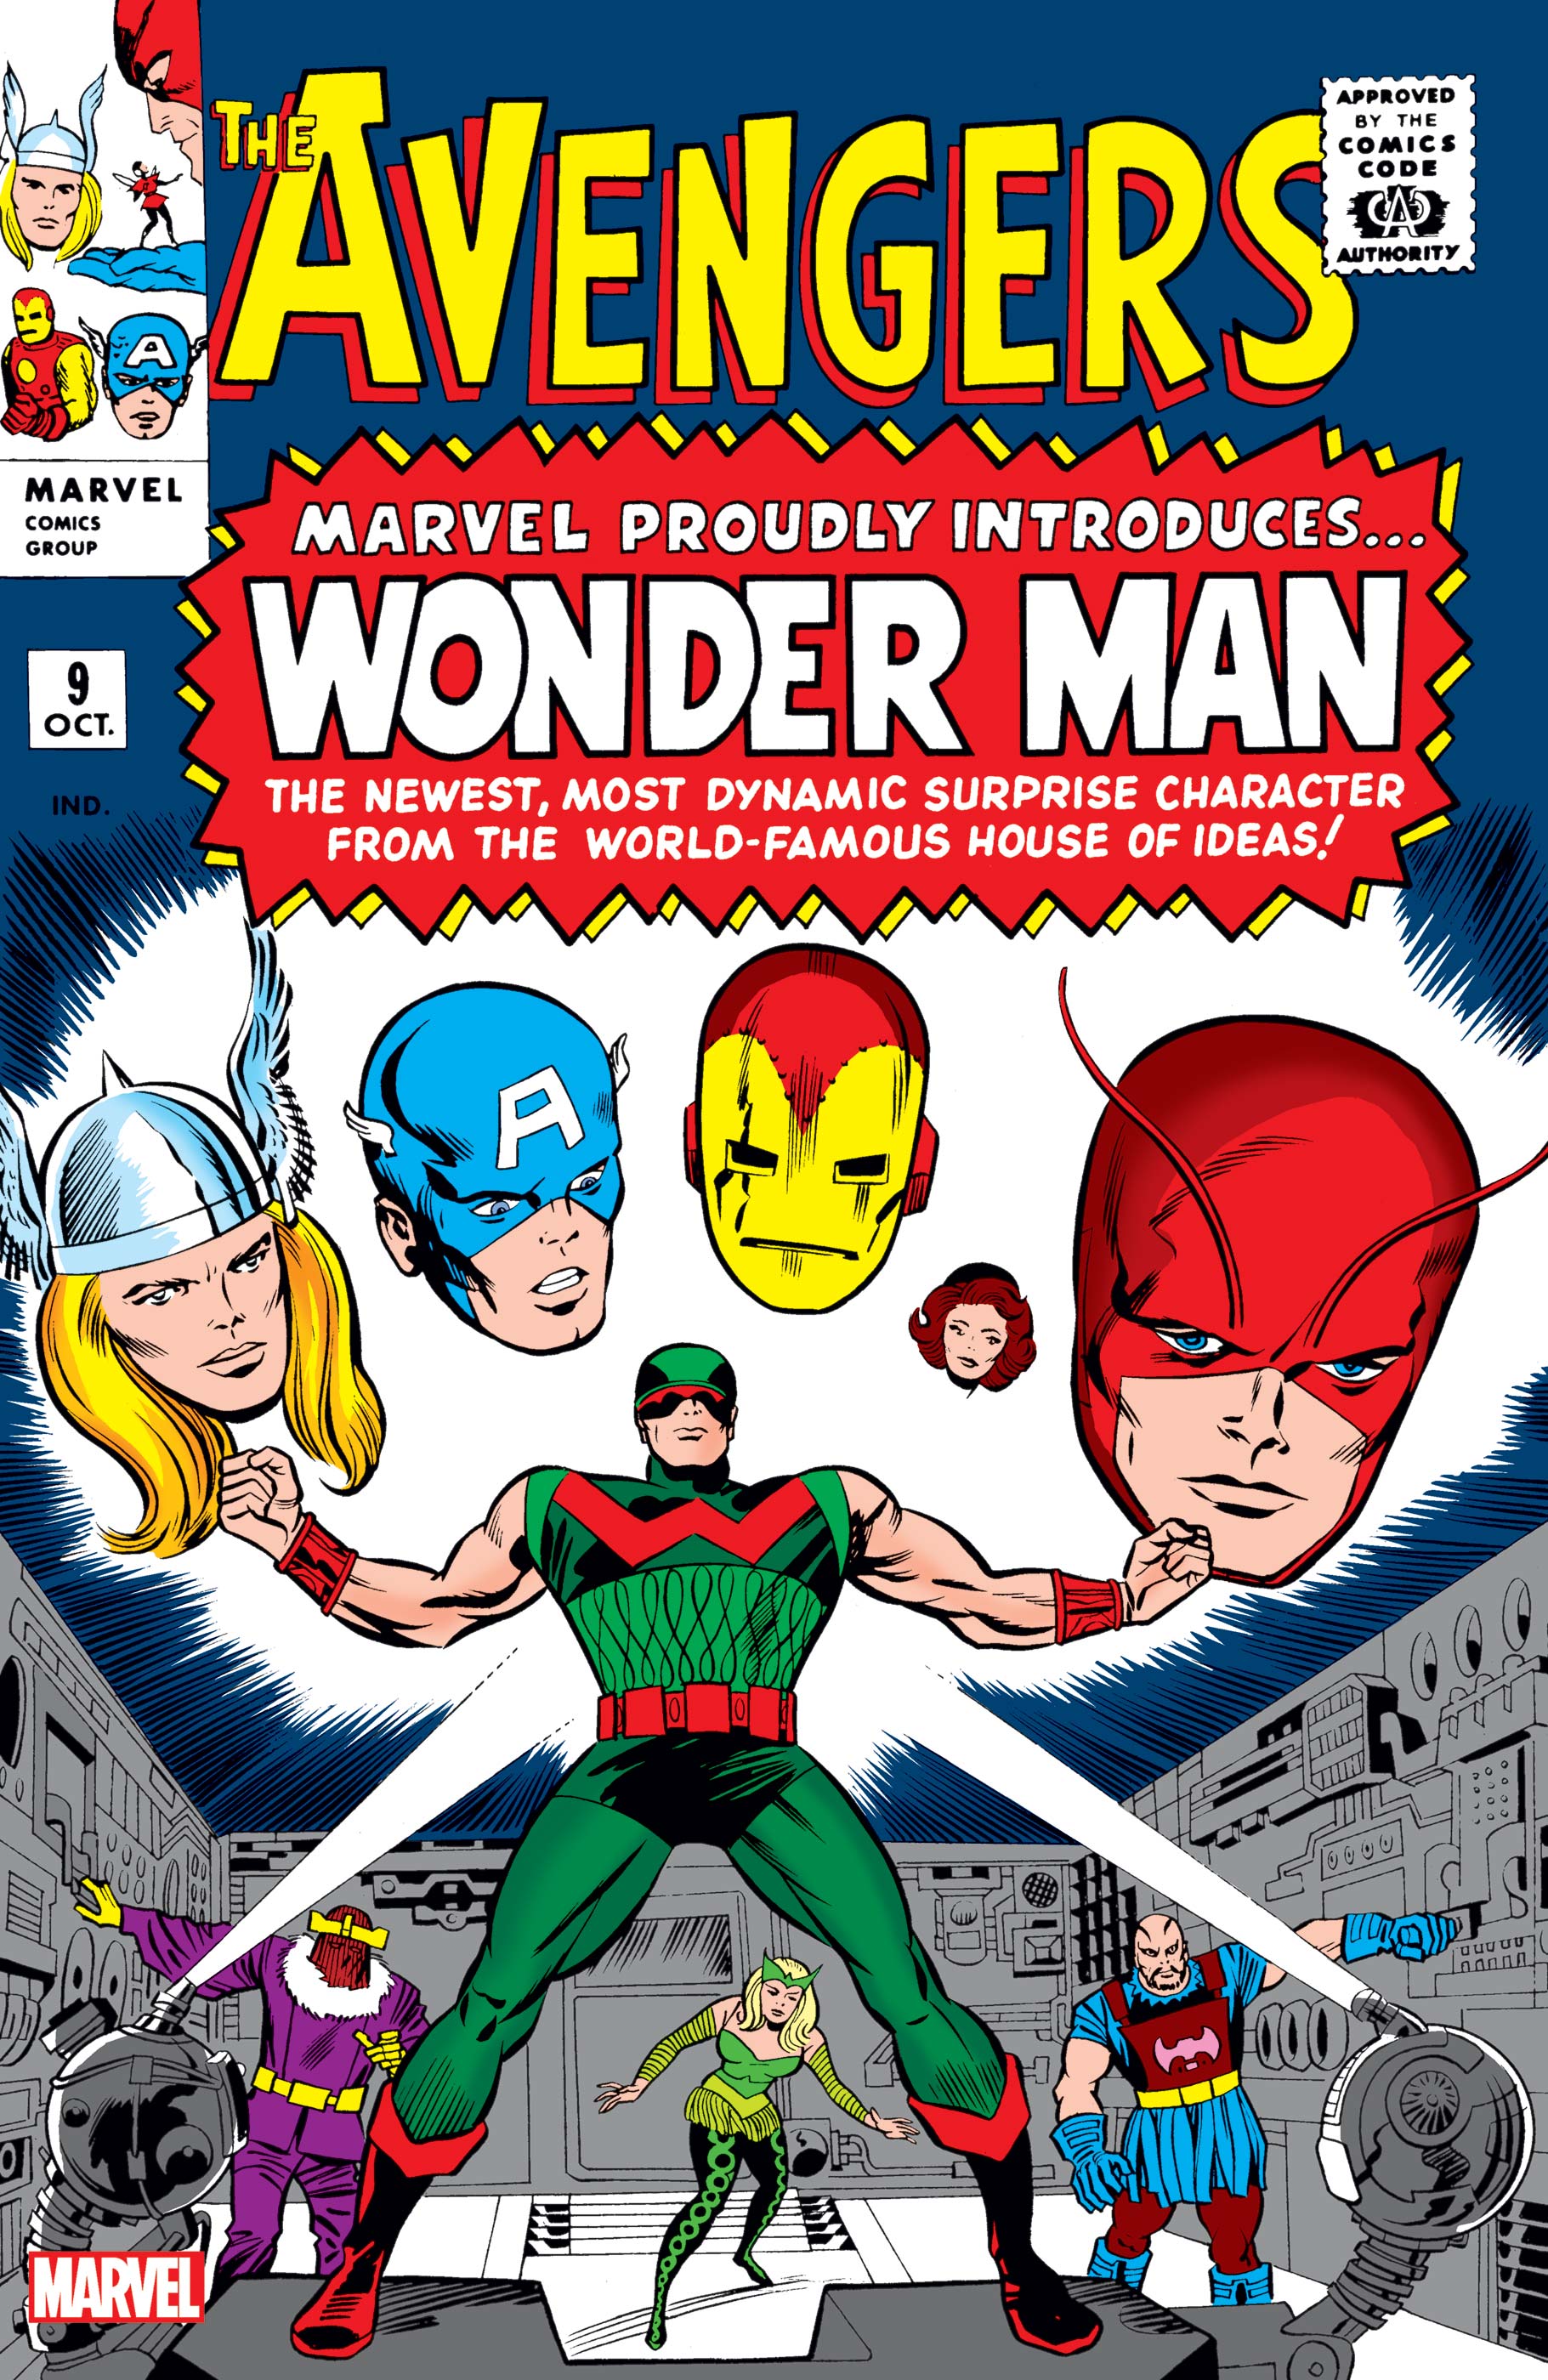 THE
AVENGERS
APPROVED
BY THE
COMICS
CODE
CA
AUTHORITY
A
MARVEL
COMICS
GROUP
9
OCT.
IND.
MARVEL PROUDLY INTRODUCES...
WONDER MAN
THE NEWEST, MOST DYNAMIC SURPRISE CHARACTER
FROM THE WORLD-FAMOUS HOUSE OF IDEAS!
A
MARVEL